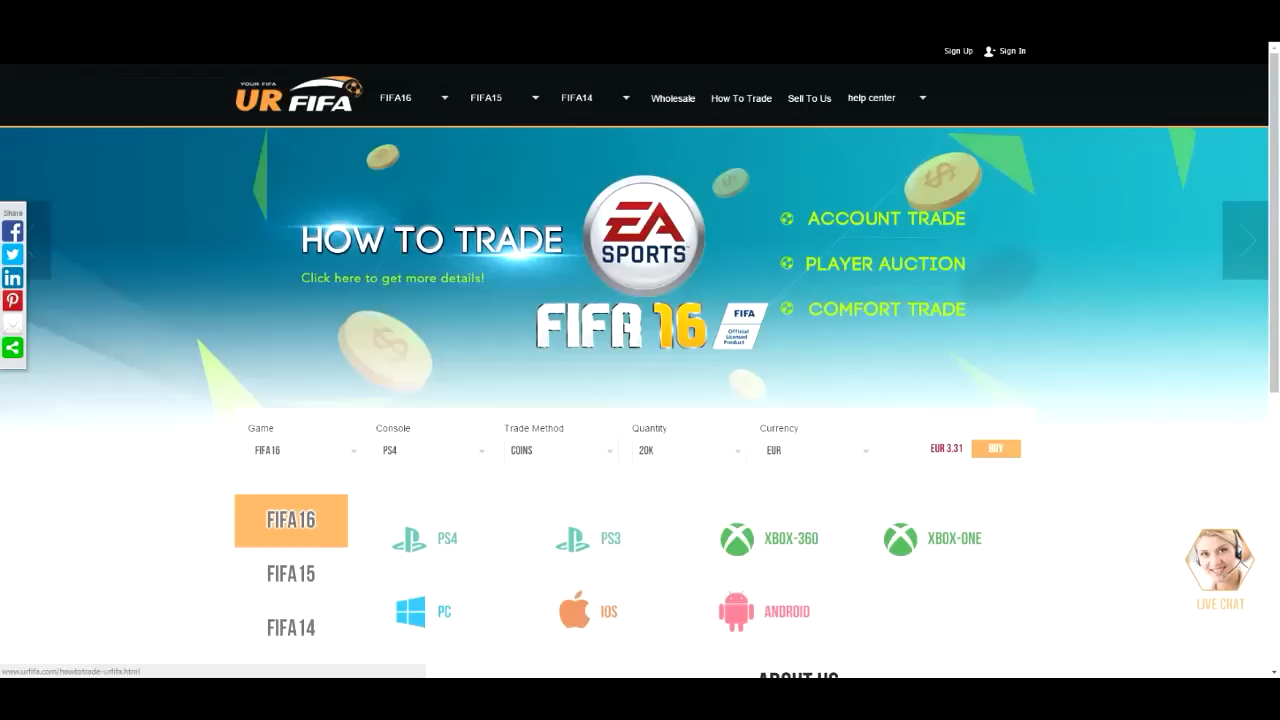 Sign Up Sign In
YOUR FIFA
UR FIFA
FIFA16 FIFA15 FIFA14 Wholesale How To Trade Sell To Us help center
Share
HOW TO TRADE
Click here to get more details!
EA
SPORTS™
FIFA 16
FIFA
Official
Licensed
Product
ACCOUNT TRADE
PLAYER AUCTION
COMFORT TRADE
Game Console Trade Method Quantity Currency
FIFA16 PS4 COINS 20K EUR EUR 3.31 BUY
FIFA16
FIFA15
FIFA14
PS4 PS3 XBOX-360 XBOX-ONE
PC IOS ANDROID
LIVE CHAT
www.urfifa.com/howtotrade-urfifa.html
ABOUT US